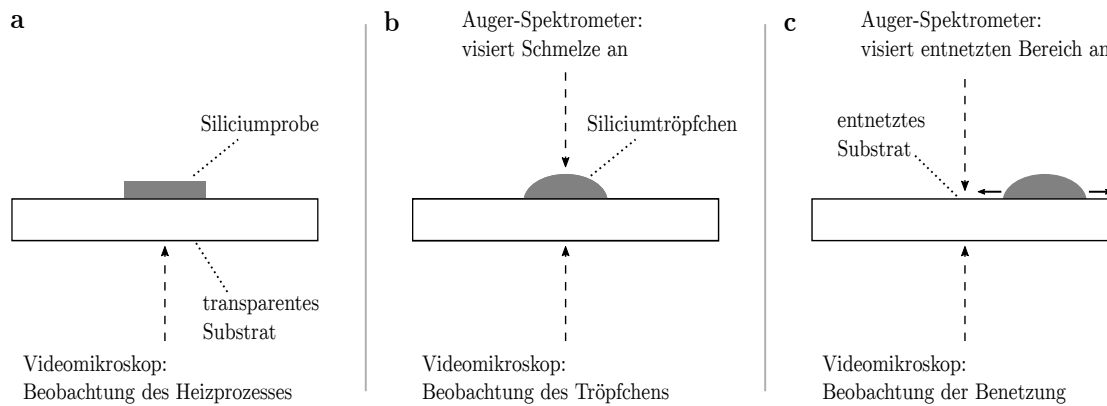 a
Siliciumprobe
transparentes
Substrat
Videomikroskop:
Beobachtung des Heizprozesses
b
Auger-Spektrometer:
visiert Schmelze an
Siliciumtröpfchen
Videomikroskop:
Beobachtung des Tröpfchens
c
Auger-Spektrometer:
visiert entnetzten Bereich an
entnetztes
Substrat
Videomikroskop:
Beobachtung der Benetzung